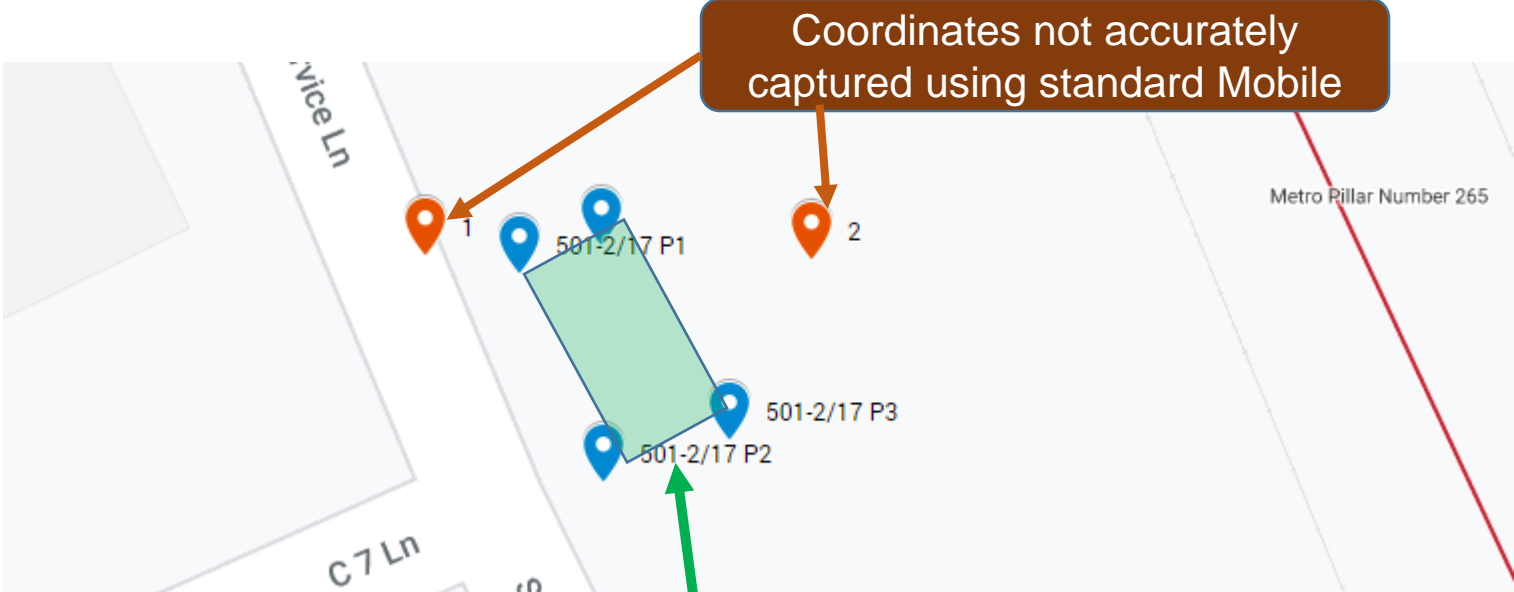 Coordinates not accurately
captured using standard Mobile
rvice Ln
Metro Pillar Number 265
1
501-2/17 P1
2
501-2/17 P3
501-2/17 P2
C 7 Ln
S